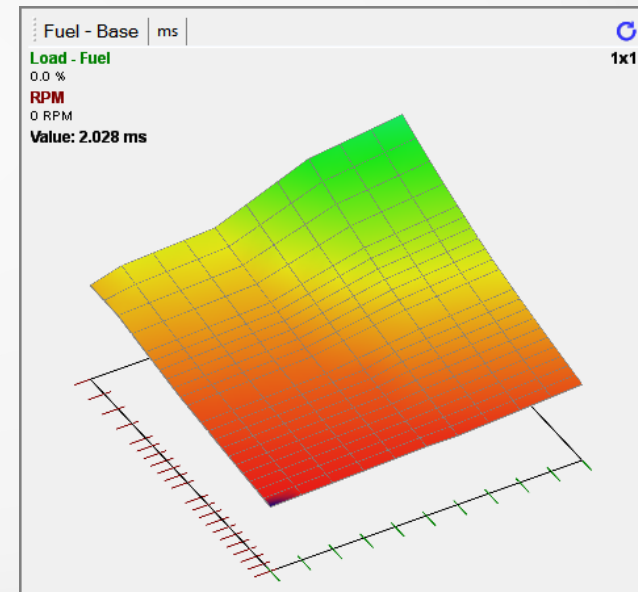 Fuel - Base ms
Load - Fuel 1x1
0.0 %
RPM
0 RPM
Value: 2.028 ms